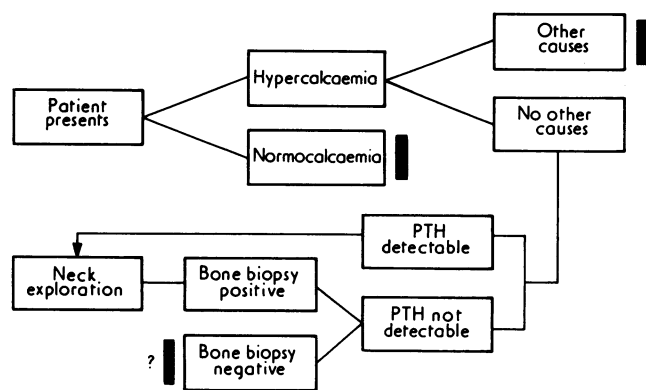 Other
causes
Hypercalcaemia
Patient
presents
No other
causes
Normocalcaemia
PTH
detectable
Neck
exploration
Bone biopsy
positive
PTH not
detectable
?
Bone biopsy
negative